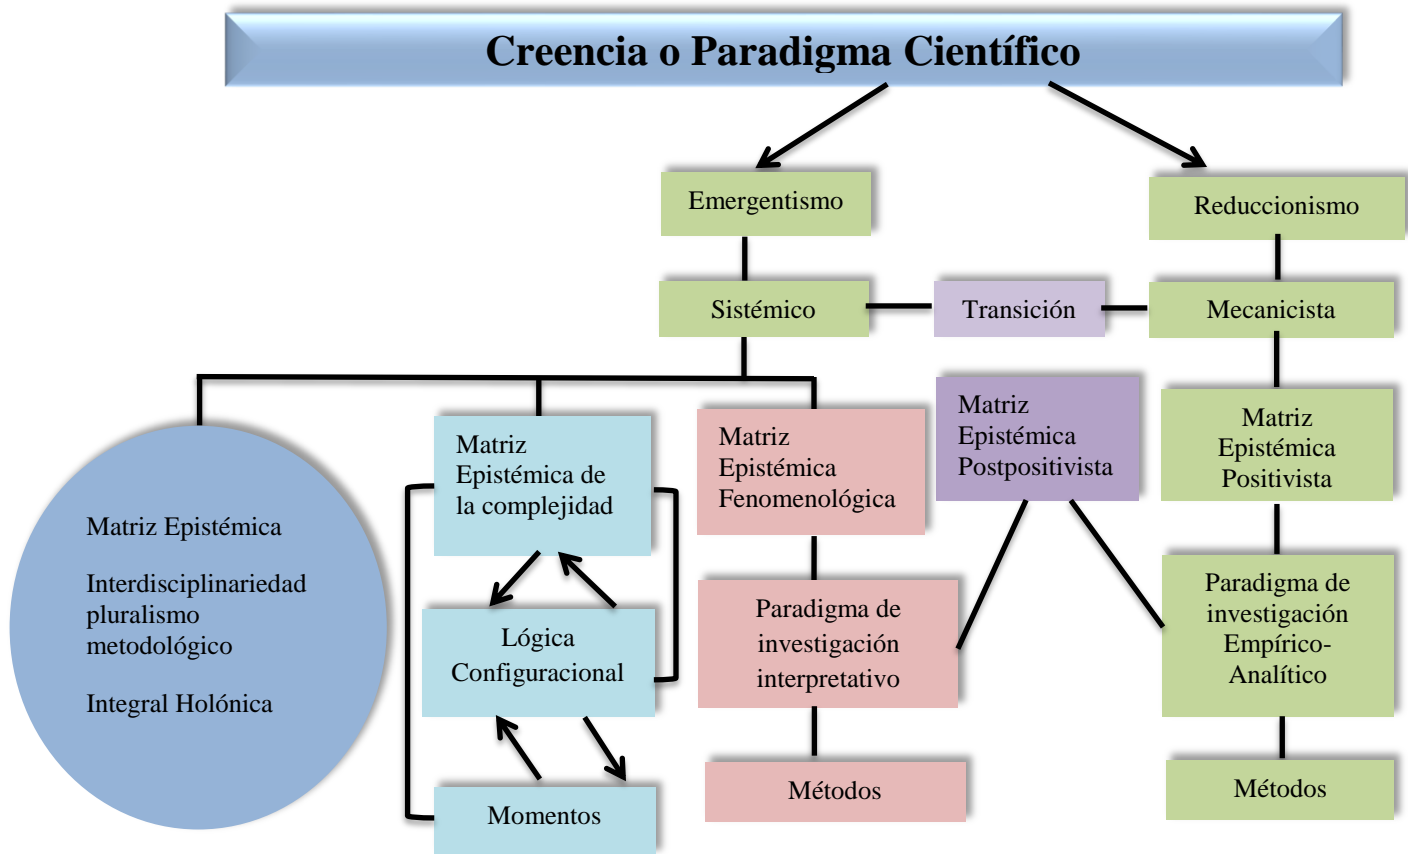 Creencia o Paradigma Científico
Emergentismo
Reduccionismo
Sistémico
Transición
Mecanicista
Matriz Epistémica
Interdisciplinariedad
pluralismo
metodológico
Integral Holónica
Matriz
Epistémica de
la complejidad
Lógica
Configuracional
Momentos
Matriz
Epistémica
Fenomenológica
Paradigma de
investigación
interpretativo
Métodos
Matriz
Epistémica
Postpositivista
Matriz
Epistémica
Positivista
Paradigma de
investigación
Empírico-
Analítico
Métodos